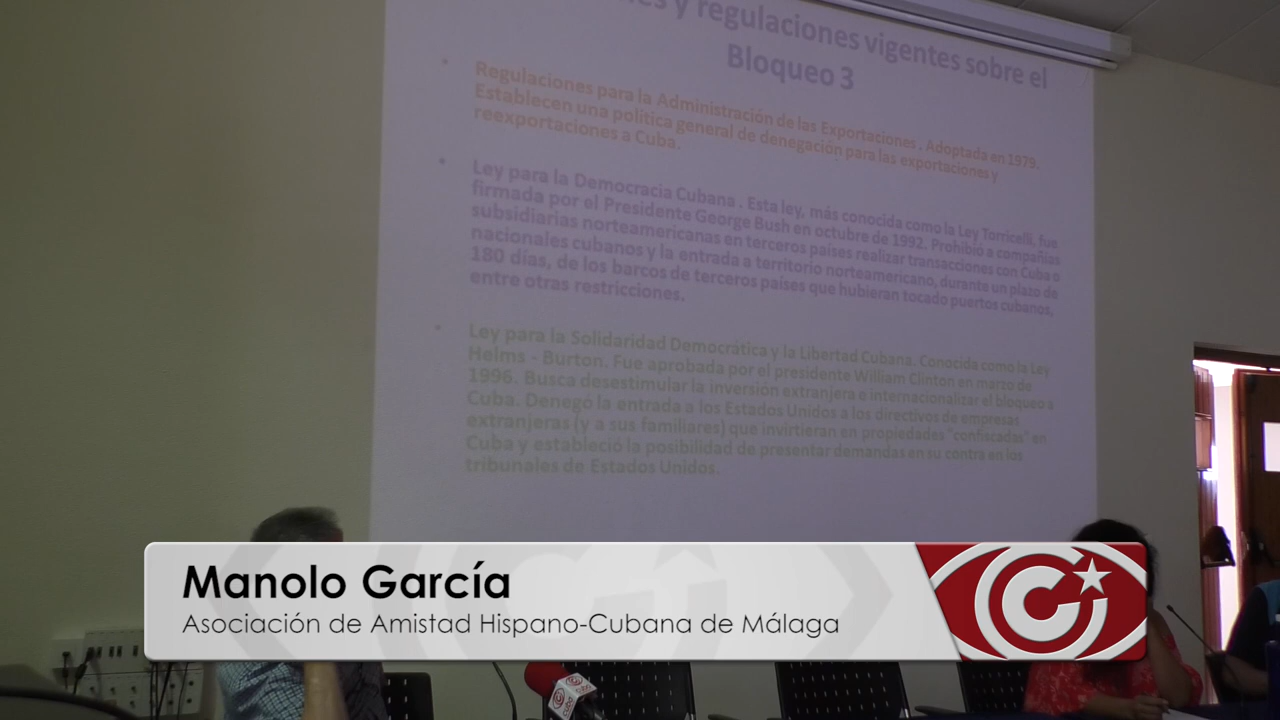 es y regulaciones vigentes sobre el
Bloqueo 3
Regulaciones para la Administración de las Exportaciones . Adoptada en 1979.
Establecen una política general de denegación para las exportaciones y
reexportaciones a Cuba.
Ley para la Democracia Cubana . Esta ley, más conocida como la Ley Torricelli, fue
firmada por el Presidente George Bush en octubre de 1992. Prohibió a compañías
subsidiarias norteamericanas en terceros países realizar transacciones con Cuba o
nacionales cubanos y la entrada a territorio norteamericano, durante un plazo de
180 días, de los barcos de terceros países que hubieran tocado puertos cubanos,
entre otras restricciones.
Ley para la Solidaridad Democrática y la Libertad Cubana. Conocida como la Ley
Helms - Burton. Fue aprobada por el presidente William Clinton en marzo de
1996. Busca desestimular la inversión extranjera e internacionalizar el bloqueo a
Cuba. Denegó la entrada a los Estados Unidos a los directivos de empresas
extranjeras (y a sus familiares) que invirtieran en propiedades "confiscadas" en
Cuba y estableció la posibilidad de presentar demandas en su contra en los
tribunales de Estados Unidos.
Manolo García
Asociación de Amistad Hispano-Cubana de Málaga